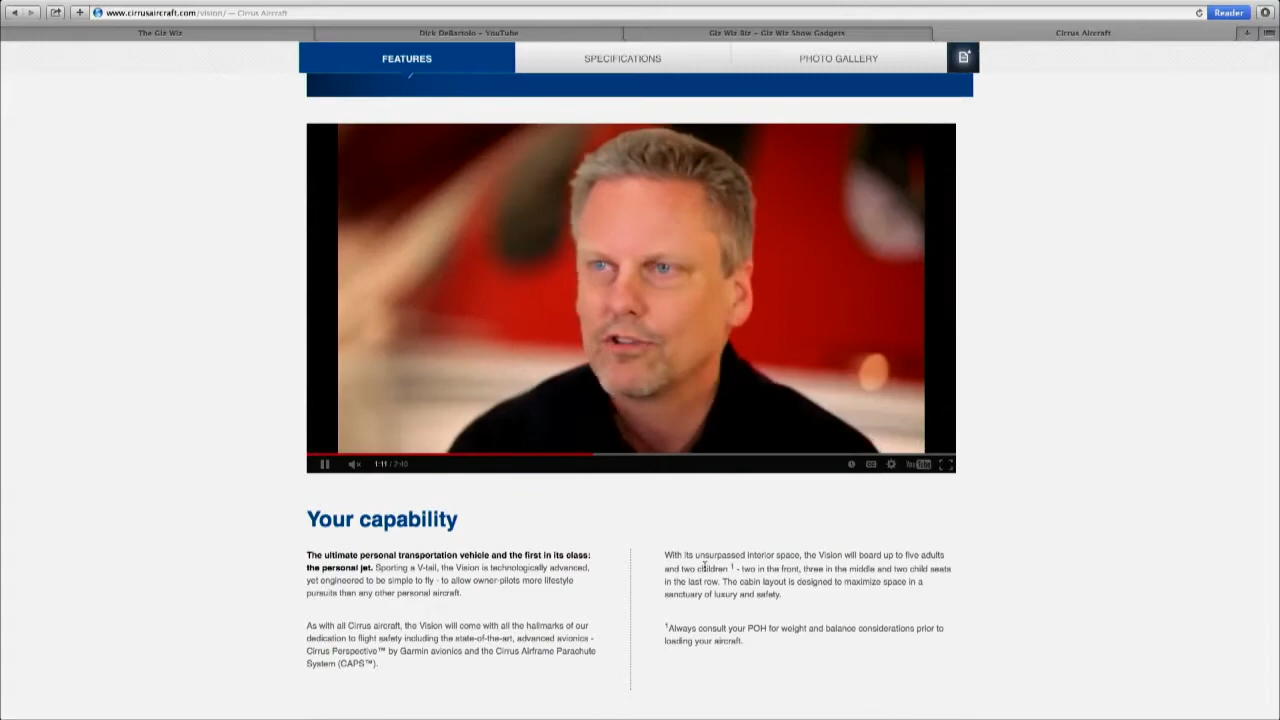 www.cirrusaircraft.com/vision/ — Cirrus Aircraft
Reader
The Giz Wiz
Dick DeBartolo – YouTube
Giz Wiz Biz – Giz Wiz Show Gadgets
Cirrus Aircraft
FEATURES
SPECIFICATIONS
PHOTO GALLERY
1:11 / 2:40
CC
YouTube
Your capability
The ultimate personal transportation vehicle and the first in its class:
the personal jet. Sporting a V-tail, the Vision is technologically advanced,
yet engineered to be simple to fly - to allow owner-pilots more lifestyle
pursuits than any other personal aircraft.
As with all Cirrus aircraft, the Vision will come with all the hallmarks of our
dedication to flight safety including the state-of-the-art, advanced avionics -
Cirrus Perspective™ by Garmin avionics and the Cirrus Airframe Parachute
System (CAPS™).
With its unsurpassed interior space, the Vision will board up to five adults
and two children ¹ - two in the front, three in the middle and two child seats
in the last row. The cabin layout is designed to maximize space in a
sanctuary of luxury and safety.
¹Always consult your POH for weight and balance considerations prior to
loading your aircraft.